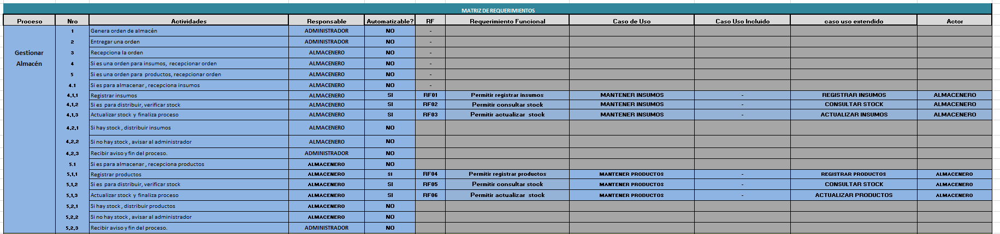 MATRIZ DE REQUERIMIENTOS
Proceso Nro Actividades Responsable Automatizable? RF Requerimiento Funcional Caso de Uso Caso Uso Incluido caso uso extendido Actor
Gestionar Almacén
1 Genera orden de almacén ADMINISTRADOR NO -
2 Entregar una orden ADMINISTRADOR NO -
3 Recepciona la orden ALMACENERO NO -
4 Si es una orden para insumos, recepcionar orden ALMACENERO NO -
5 Si es una orden para productos, recepcionar orden ALMACENERO NO -
4.1 Si es para almacenar , recepciona insumos ALMACENERO NO -
4.1.1 Registrar insumos ALMACENERO SI RF01 Permitir registrar insumos MANTENER INSUMOS - REGISTRAR INSUMOS ALMACENERO
4.1.2 Si es para distribuir, verificar stock ALMACENERO SI RF02 Permitir consultar stock MANTENER INSUMOS - CONSULTAR STOCK ALMACENERO
4.1.3 Actualizar stock y finaliza proceso ALMACENERO SI RF03 Permitir actualizar stock MANTENER INSUMOS - ACTUALIZAR INSUMOS ALMACENERO
4.2.1 Si hay stock , distribuir insumos ALMACENERO NO
4.2.2 Si no hay stock , avisar al administrador ALMACENERO NO
4.2.3 Recibir aviso y fin del proceso. ADMINISTRADOR NO
5.1 Si es para almacenar , recepciona productos ALMACENERO NO
5.1.1 Registrar productos ALMACENERO SI RF04 Permitir registrar productos MANTENER PRODUCTOS - REGISTRAR PRODUCTOS ALMACENERO
5.1.2 Si es para distribuir, verificar stock ALMACENERO SI RF05 Permitir consultar stock MANTENER PRODUCTOS - CONSULTAR STOCK ALMACENERO
5.1.3 Actualizar stock y finaliza proceso ALMACENERO SI RF06 Permitir actualizar stock MANTENER PRODUCTOS - ACTUALIZAR PRODUCTOS ALMACENERO
5.2.1 Si hay stock , distribuir productos ALMACENERO NO
5.2.2 Si no hay stock , avisar al administrador ALMACENERO NO
5.2.3 Recibir aviso y fin del proceso. ADMINISTRADOR NO